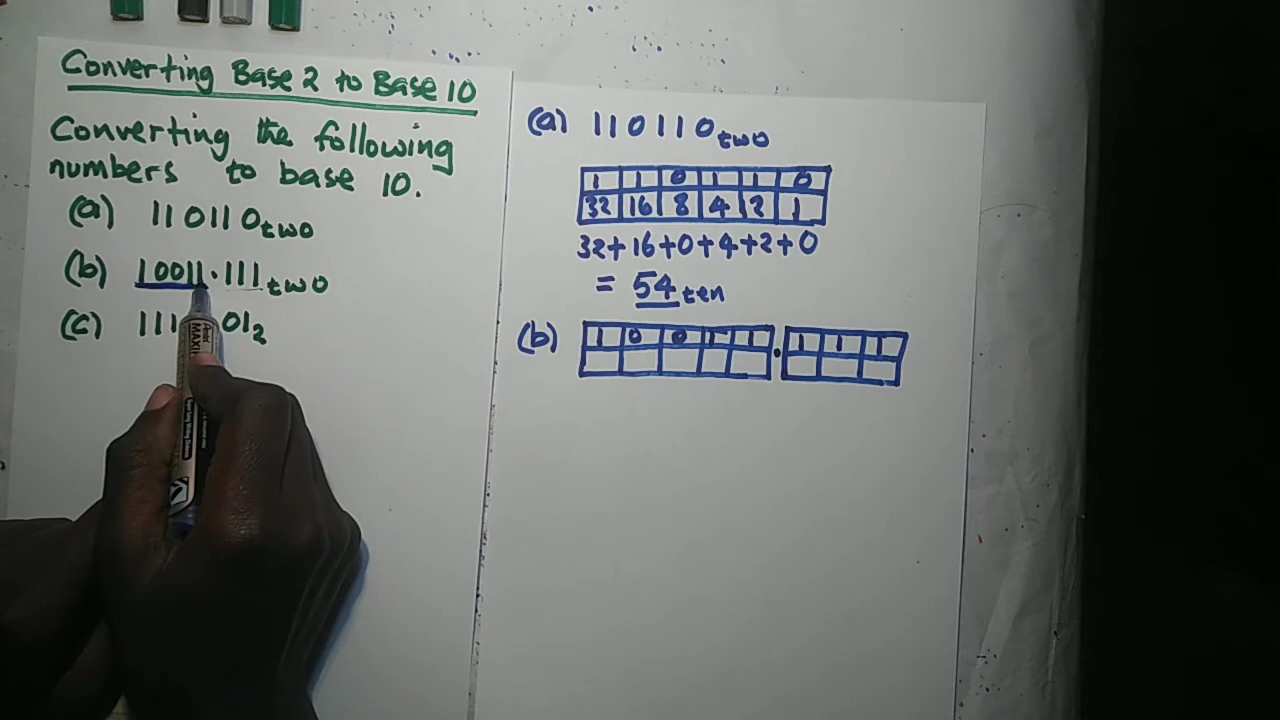 Converting Base 2 to Base 10
Converting the following
numbers to base 10.
(a) 110110two
(b) 10011.111two
(c) 111 012
MAXI
(a) 110110two
1 1 0 1 1 0
32 16 8 4 2 1
32+16+0+4+2+0
= 54ten
(b) 1 0 0 1 1 . 1 1 1